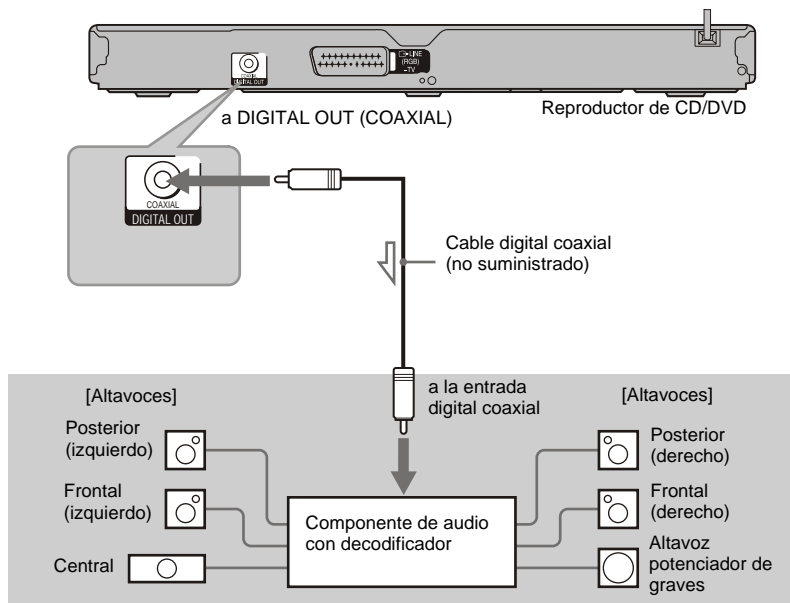 LINE
(RGB)
-TV
COAXIAL
DIGITAL OUT
a DIGITAL OUT (COAXIAL)
Reproductor de CD/DVD
COAXIAL
DIGITAL OUT
Cable digital coaxial
(no suministrado)
a la entrada
digital coaxial
[Altavoces]
[Altavoces]
Posterior
(izquierdo)
Posterior
(derecho)
Frontal
(izquierdo)
Frontal
(derecho)
Componente de audio
con decodificador
Central
Altavoz
potenciador de
graves